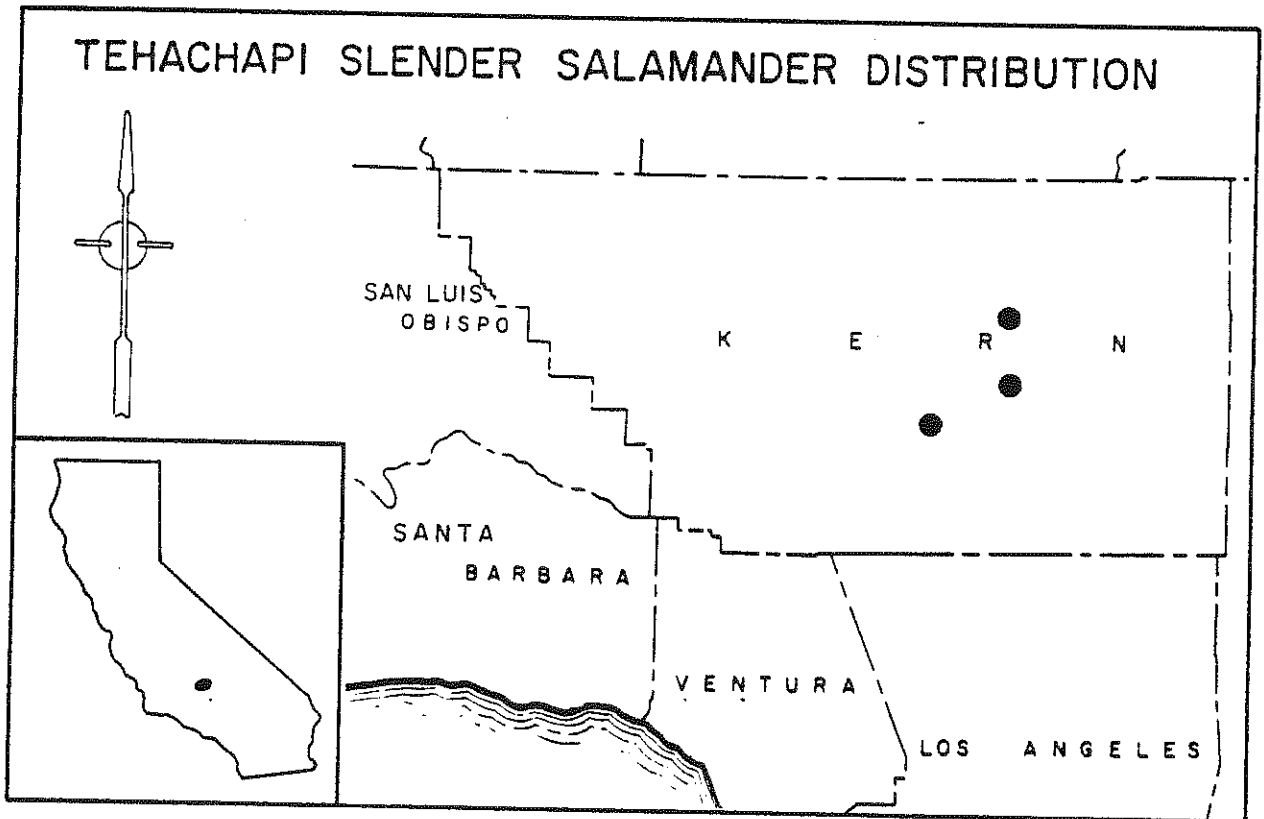 TEHACHAPI SLENDER SALAMANDER DISTRIBUTION
SAN LUIS
OBISPO
K E R N
SANTA
BARBARA
VENTURA
LOS ANGELES